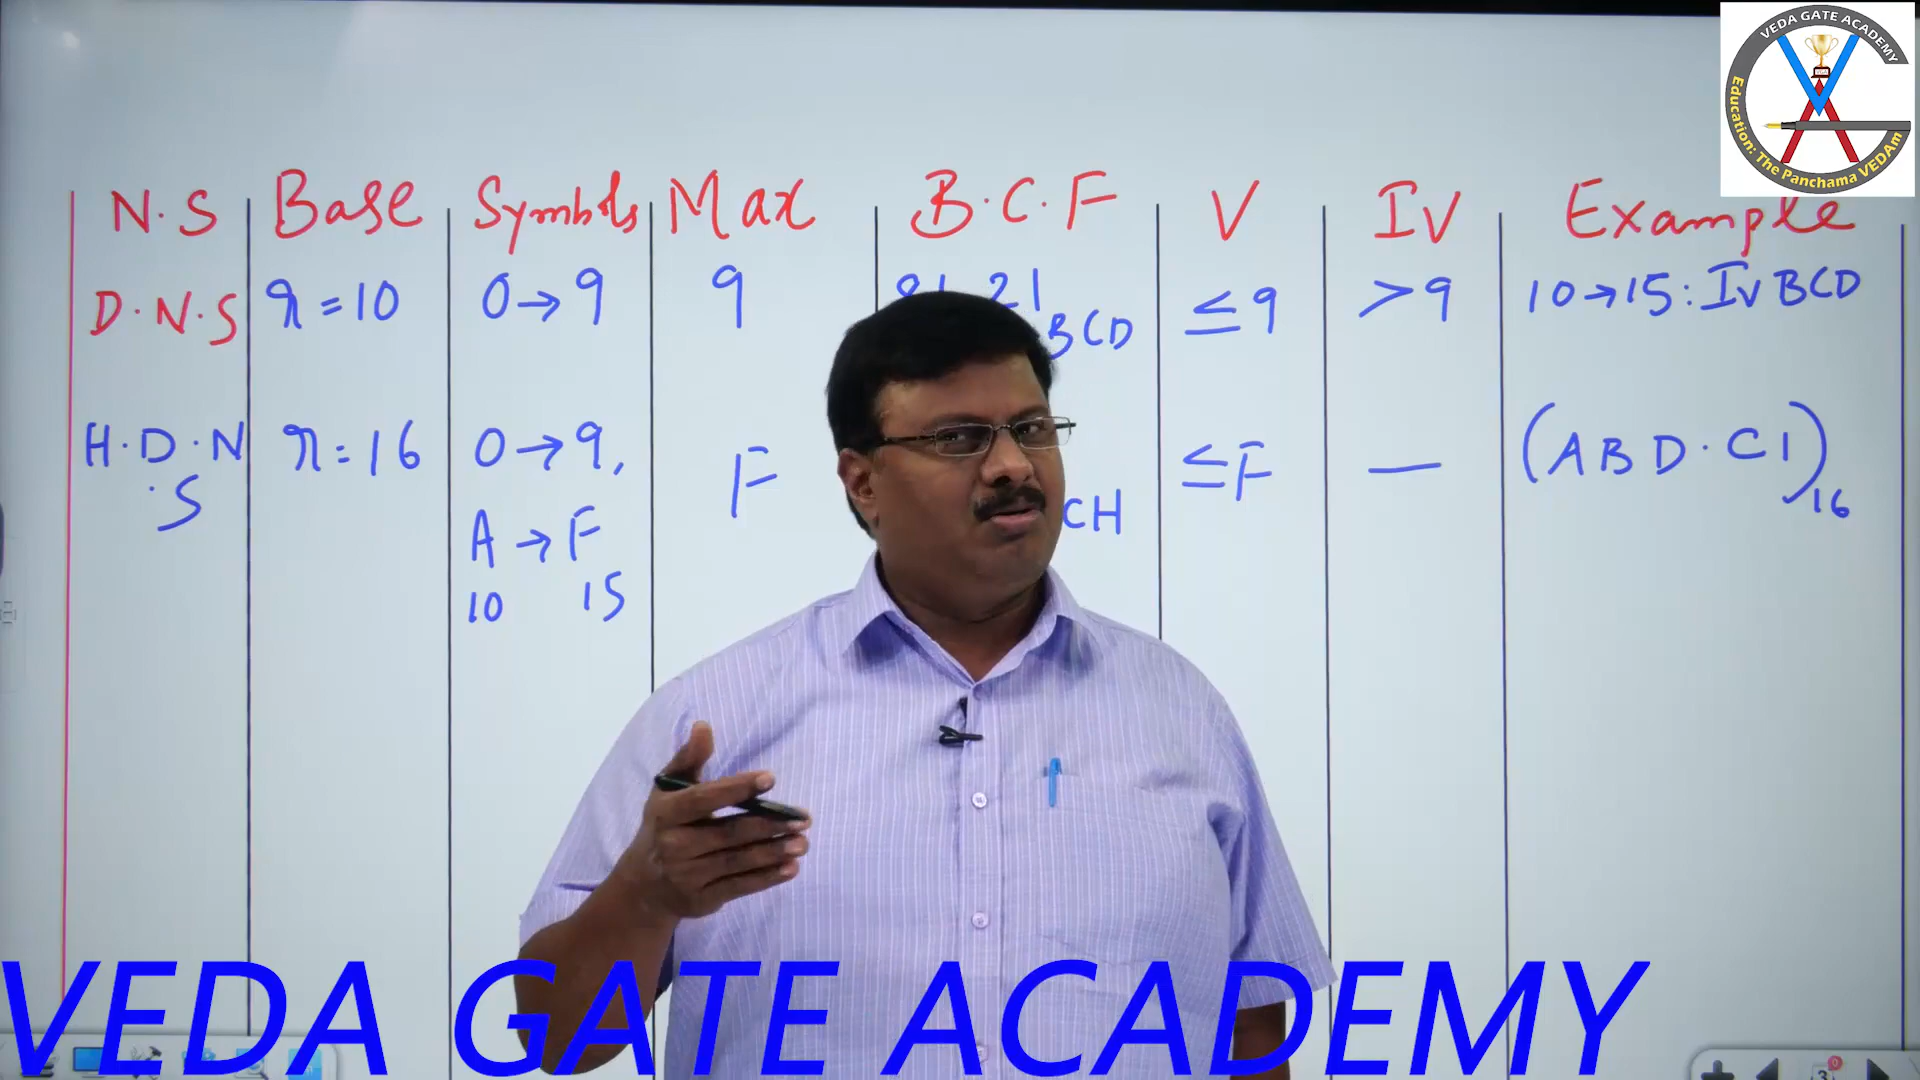 VEDA GATE ACADEMY
Education: The Panchama VEDAm
N.S Base Symbols Max B.C.F V IV Example
D.N.S r=10 0→9 9 21 BCD ≤9 >9 10→15: IV BCD
H.D.N.S r=16 0→9, F CH ≤F — (ABD.C1)16
A→F
10 15
VEDA GATE ACADEMY